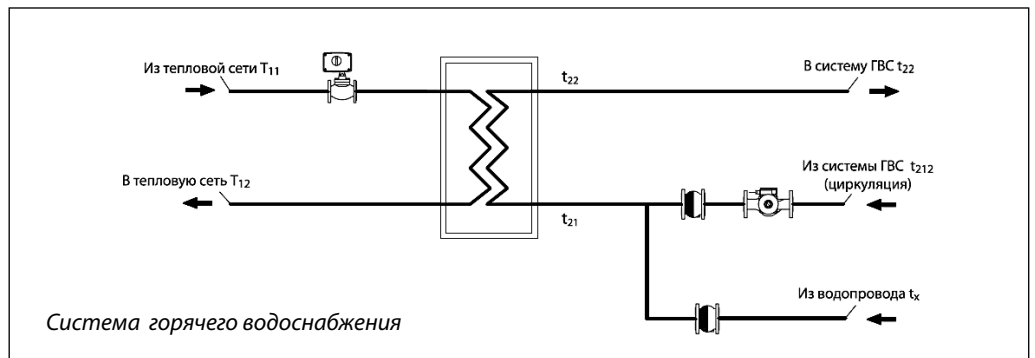 Из тепловой сети T₁₁
t₂₂
В систему ГВС t₂₂
В тепловую сеть T₁₂
t₂₁
Из системы ГВС t₂₁₂
(циркуляция)
Из водопровода tₓ
Система горячего водоснабжения